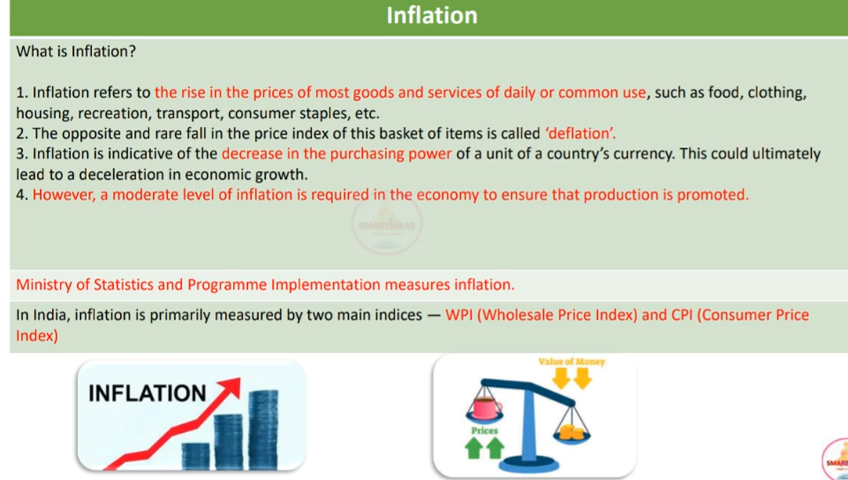 Inflation
What is Inflation?
1. Inflation refers to the rise in the prices of most goods and services of daily or common use, such as food, clothing,
housing, recreation, transport, consumer staples, etc.
2. The opposite and rare fall in the price index of this basket of items is called ‘deflation’.
3. Inflation is indicative of the decrease in the purchasing power of a unit of a country’s currency. This could ultimately
lead to a deceleration in economic growth.
4. However, a moderate level of inflation is required in the economy to ensure that production is promoted.
Ministry of Statistics and Programme Implementation measures inflation.
In India, inflation is primarily measured by two main indices — WPI (Wholesale Price Index) and CPI (Consumer Price
Index)
INFLATION
Value of Money
Prices